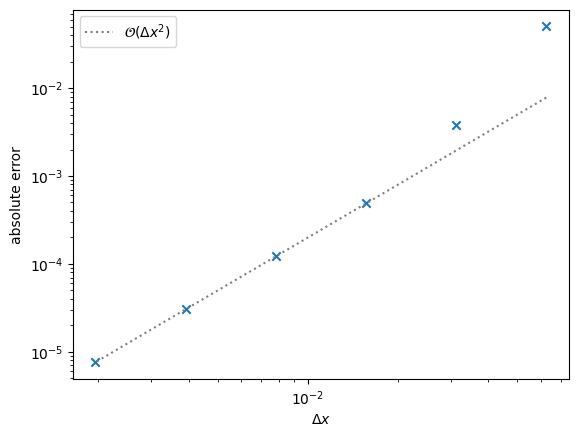 𝒪(Δx²)
10⁻²
10⁻³
10⁻⁴
10⁻⁵
absolute error
10⁻²
Δx